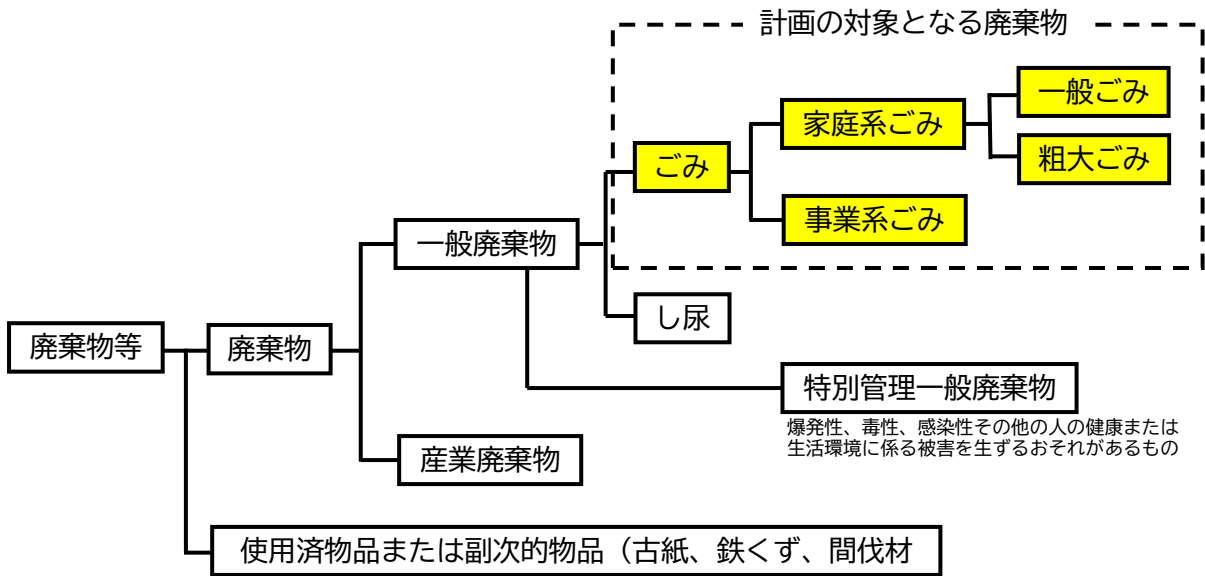 計画の対象となる廃棄物
一般ごみ
家庭系ごみ
粗大ごみ
ごみ
事業系ごみ
一般廃棄物
し尿
廃棄物等
廃棄物
特別管理一般廃棄物
爆発性、毒性、感染性その他の人の健康または
生活環境に係る被害を生ずるおそれがあるもの
産業廃棄物
使用済物品または副次的物品（古紙、鉄くず、間伐材